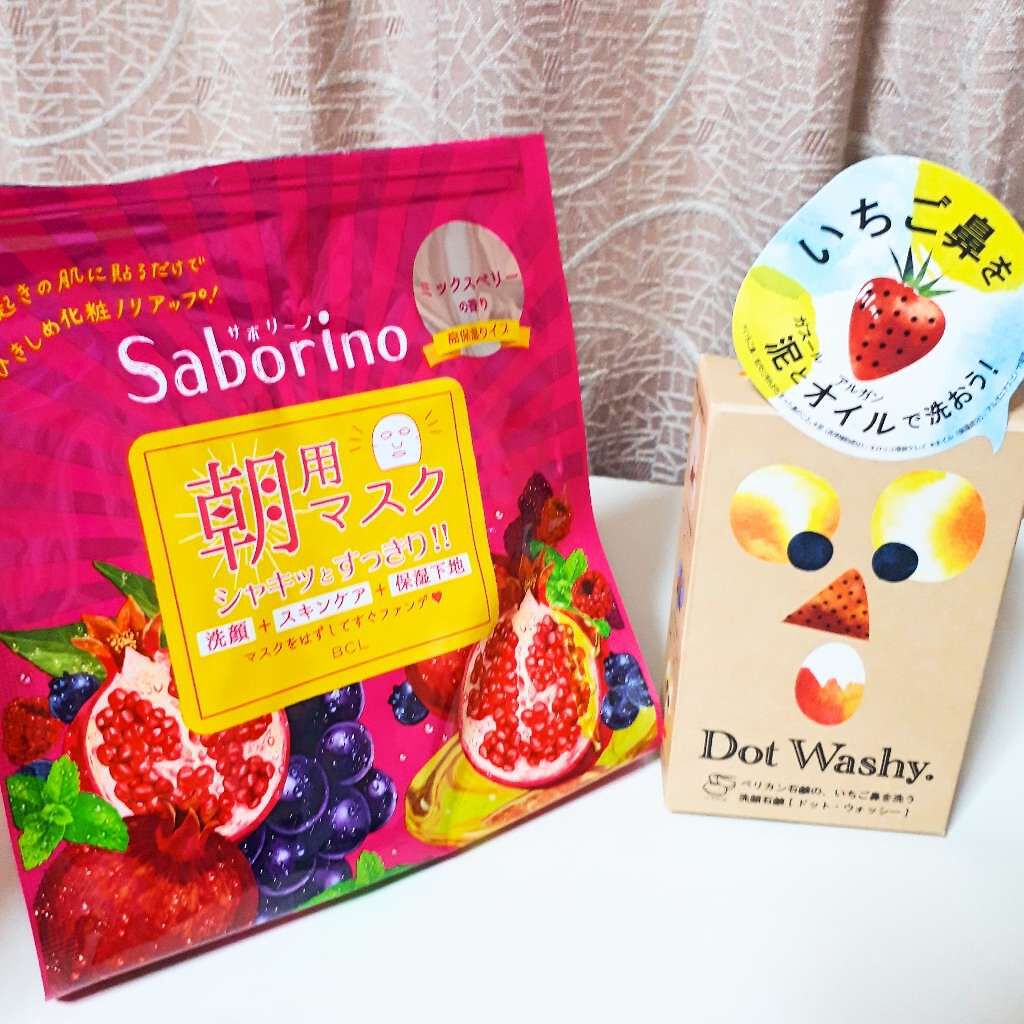 起きの肌に貼るだけで
ひきしめ化粧ノリアップ!
サボリーノ
Saborino
ミックスベリー
の香り
高保湿タイプ
朝用
マスク
シャキッとすっきり!!
洗顔+スキンケア+保湿下地
マスクをはずしてすぐファンデ♥
BCL
いちご鼻を
ガスール
泥と
アルガン
オイルで洗おう!
Dot Washy.
ペリカン石鹸の、いちご鼻を洗う
洗顔石鹸[ドット・ウォッシー]